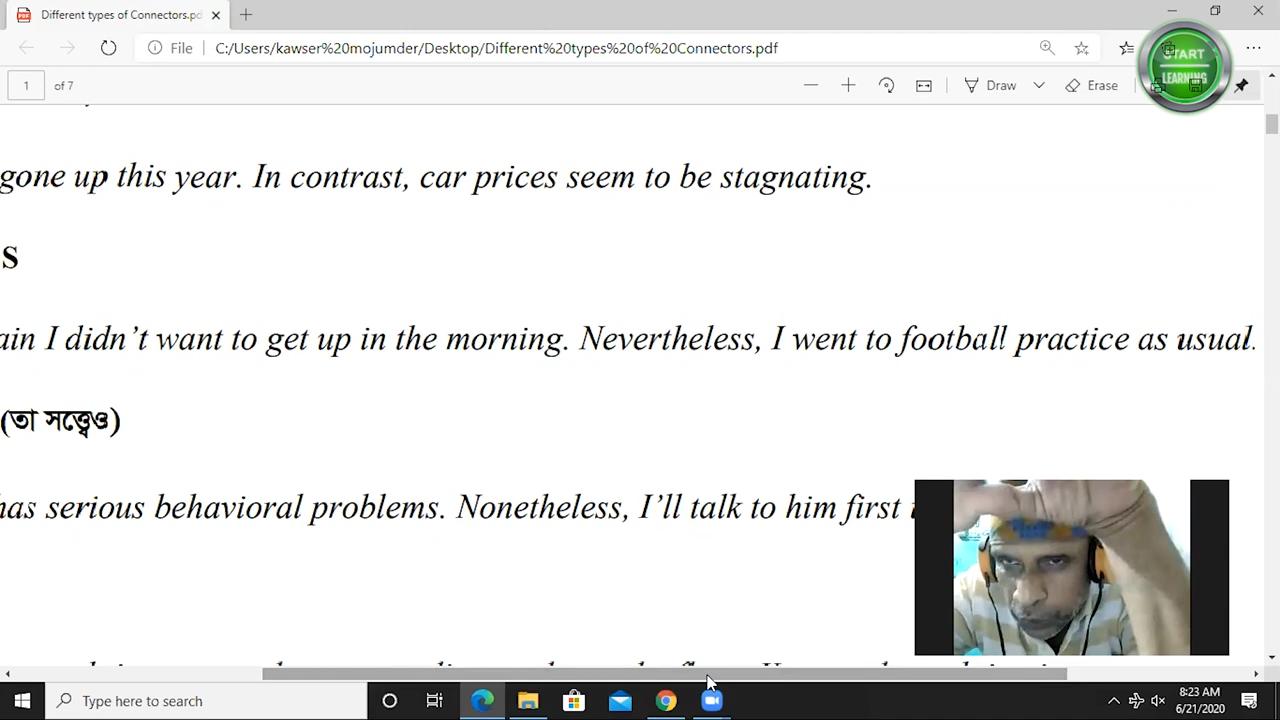 Different types of Connectors.pd
File C:/Users/kawser%20mojumder/Desktop/Different%20types%20of%20Connectors.pdf
START
LEARNING
1 of 7 Draw Erase
gone up this year. In contrast, car prices seem to be stagnating.
S
ain I didn't want to get up in the morning. Nevertheless, I went to football practice as usual.
(তা সত্ত্বেও)
has serious behavioral problems. Nonetheless, I'll talk to him first
Type here to search
8:23 AM
6/21/2020